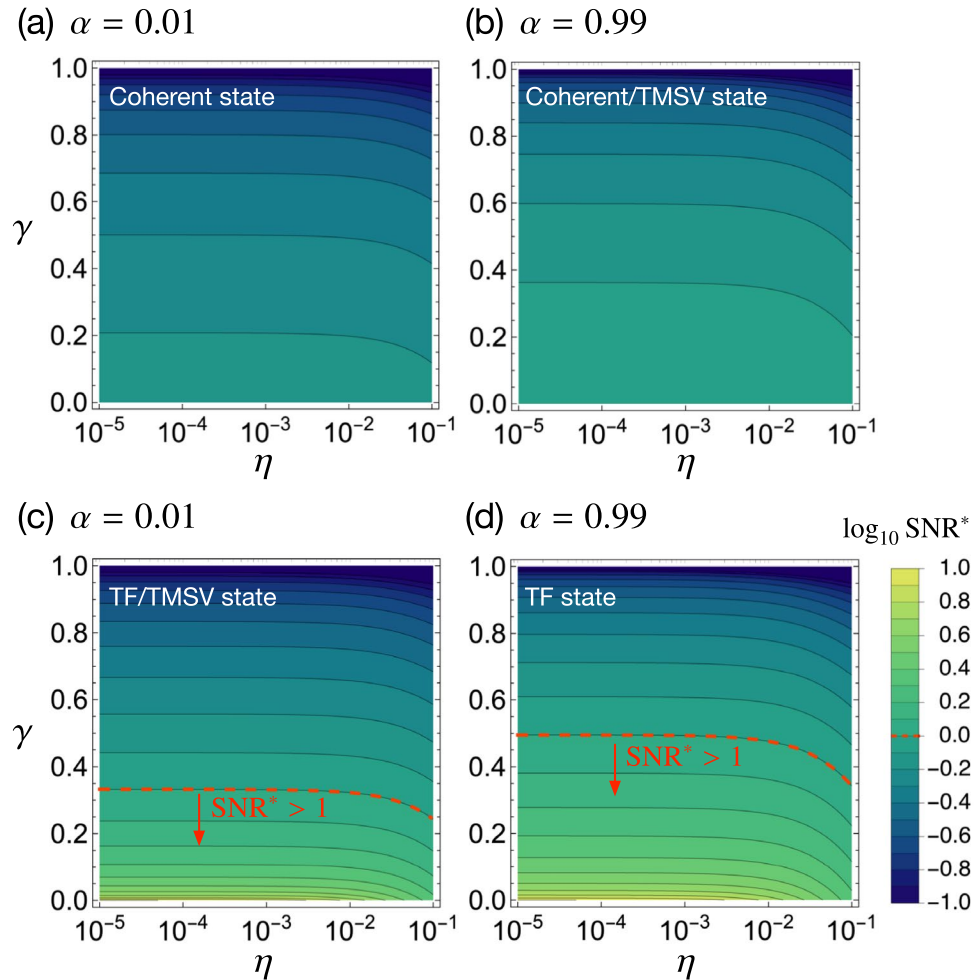 (a) α = 0.01
(b) α = 0.99
1.0
0.8
0.6
0.4
0.2
0.0
γ
Coherent state
10⁻⁵ 10⁻⁴ 10⁻³ 10⁻² 10⁻¹
η
1.0
0.8
0.6
0.4
0.2
0.0
Coherent/TMSV state
10⁻⁵ 10⁻⁴ 10⁻³ 10⁻² 10⁻¹
η
(c) α = 0.01
(d) α = 0.99
1.0
0.8
0.6
0.4
0.2
0.0
γ
TF/TMSV state
SNR* > 1
10⁻⁵ 10⁻⁴ 10⁻³ 10⁻² 10⁻¹
η
1.0
0.8
0.6
0.4
0.2
0.0
TF state
SNR* > 1
10⁻⁵ 10⁻⁴ 10⁻³ 10⁻² 10⁻¹
η
log₁₀ SNR*
1.0
0.8
0.6
0.4
0.2
0.0
−0.2
−0.4
−0.6
−0.8
−1.0